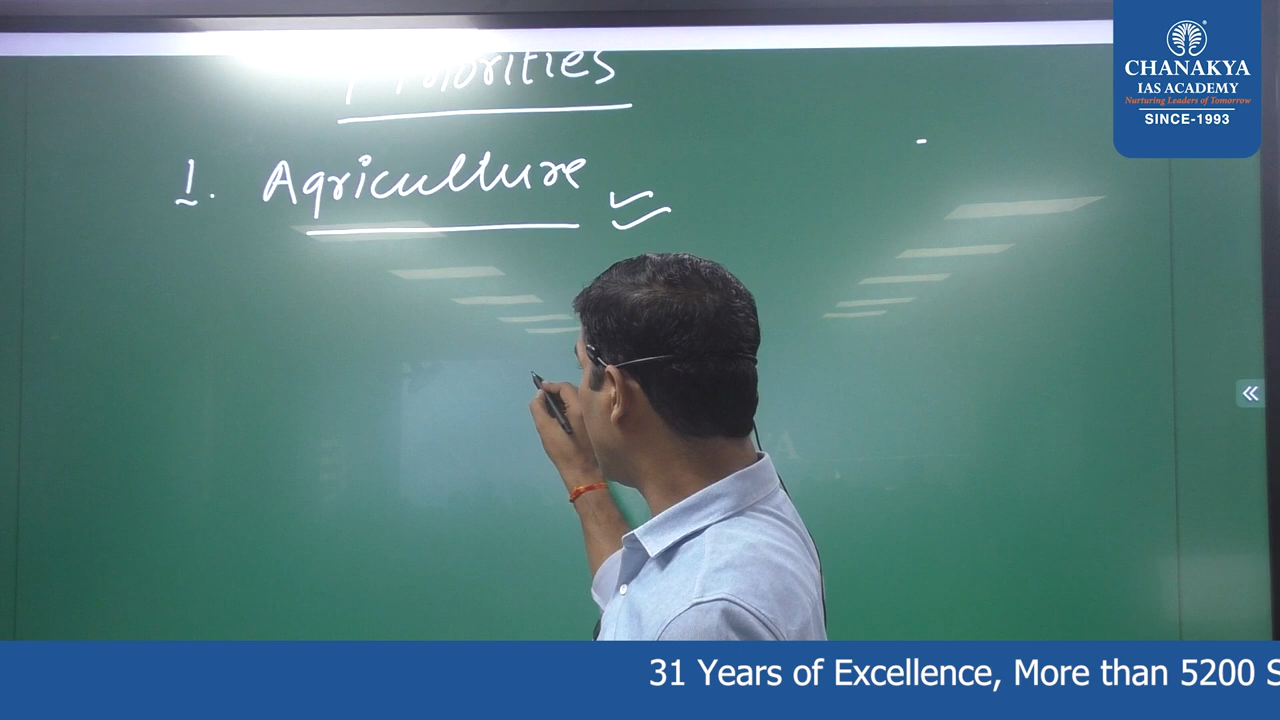 Priorities
1. Agriculture
CHANAKYA
IAS ACADEMY
Nurturing Leaders of Tomorrow
SINCE-1993
31 Years of Excellence, More than 5200 S